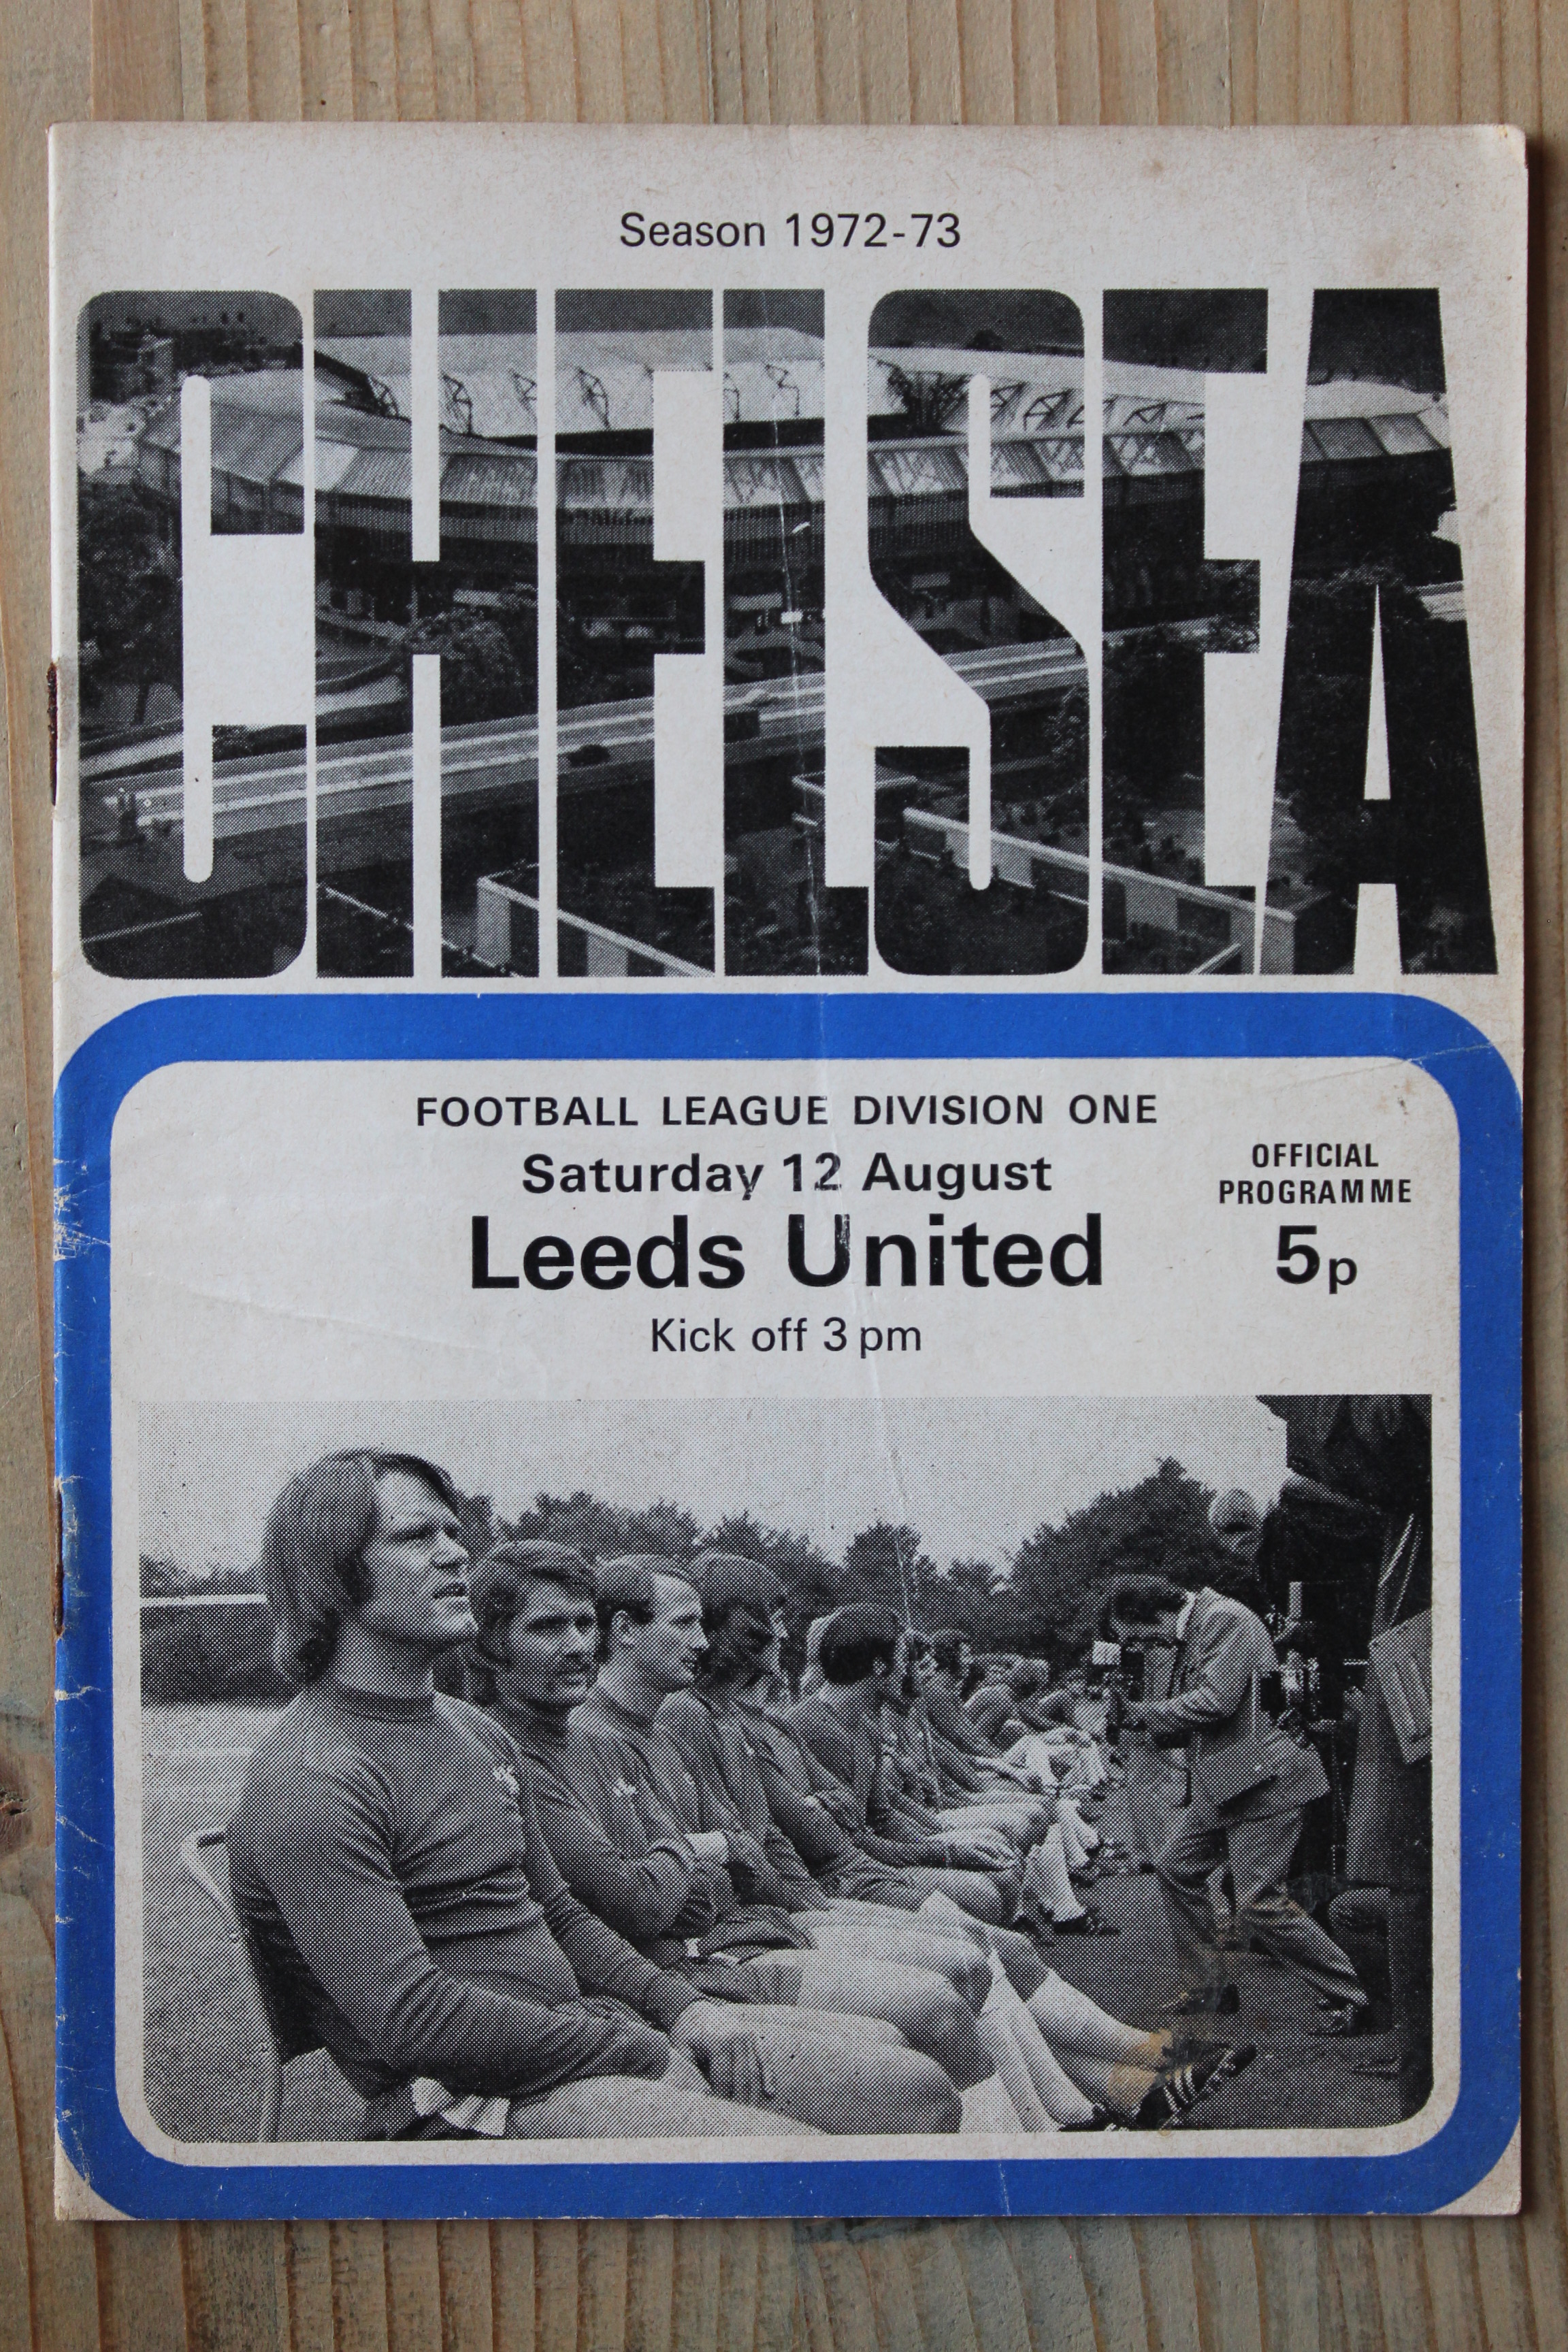 Season 1972-73
CHELSEA
FOOTBALL LEAGUE DIVISION ONE
Saturday 12 August
Leeds United
Kick off 3 pm
OFFICIAL
PROGRAMME
5p